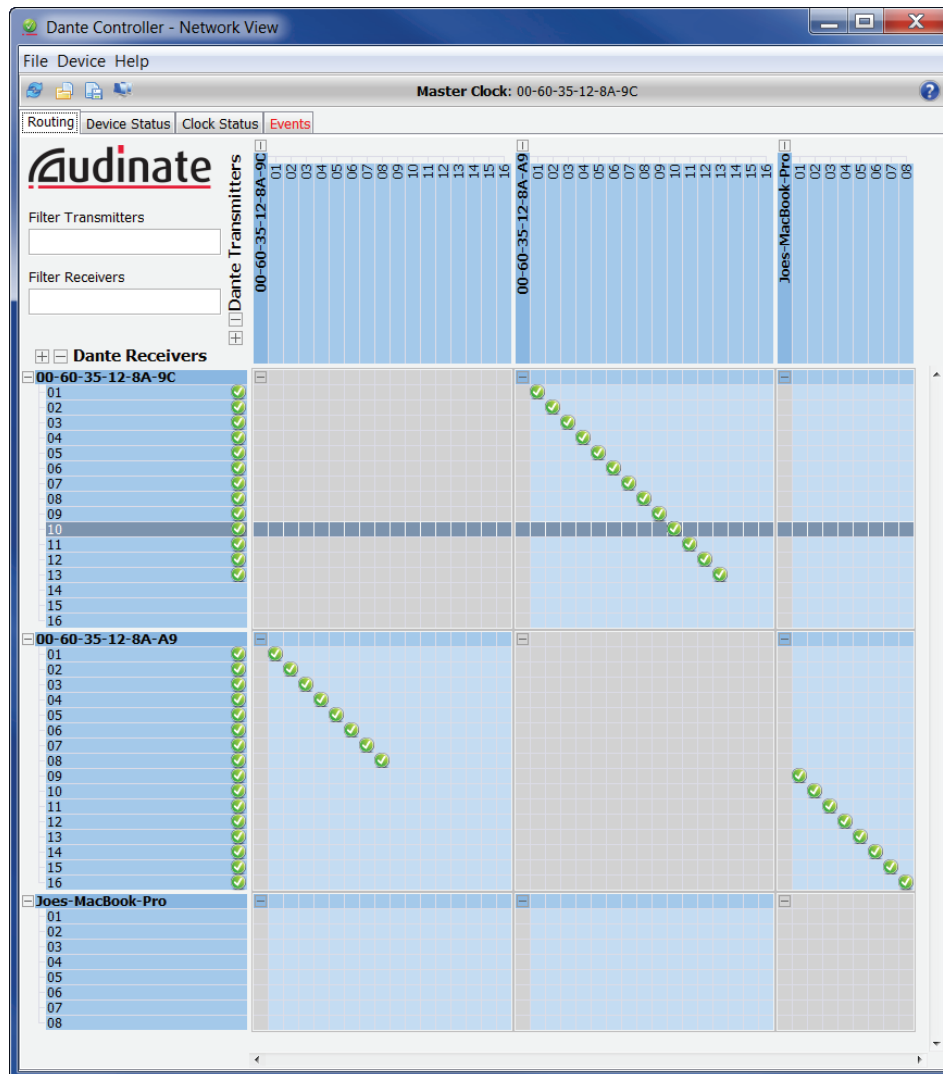 Dante Controller - Network View
File Device Help
Master Clock: 00-60-35-12-8A-9C
Routing Device Status Clock Status Events
Audinate
Filter Transmitters
Filter Receivers
Dante Transmitters
00-60-35-12-8A-9C
01 02 03 04 05 06 07 08 09 10 11 12 13 14 15 16
00-60-35-12-8A-A9
01 02 03 04 05 06 07 08 09 10 11 12 13 14 15 16
Joes-MacBook-Pro
01 02 03 04 05 06 07 08
Dante Receivers
00-60-35-12-8A-9C
01
02
03
04
05
06
07
08
09
10
11
12
13
14
15
16
00-60-35-12-8A-A9
01
02
03
04
05
06
07
08
09
10
11
12
13
14
15
16
Joes-MacBook-Pro
01
02
03
04
05
06
07
08